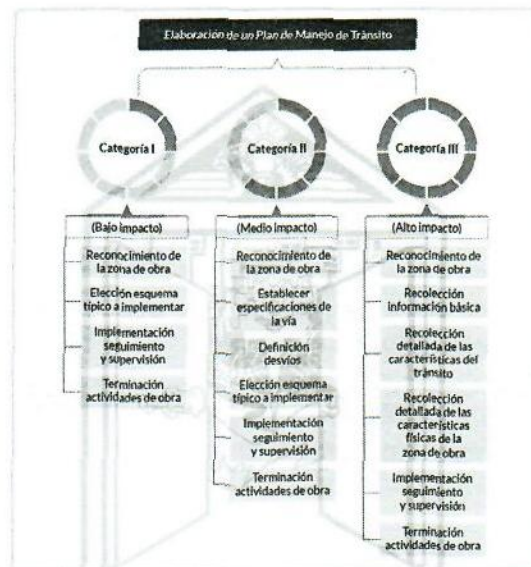 Elaboración de un Plan de Manejo de Tránsito
Categoría I
Categoría II
Categoría III
(Bajo impacto)
Reconocimiento de
la zona de obra
Elección esquema
típico a implementar
Implementación
seguimiento
y supervisión
Terminación
actividades de obra
(Medio impacto)
Reconocimiento de
la zona de obra
Establecer
especificaciones de
la vía
Definición
desvíos
Elección esquema
típico a implementar
Implementación
seguimiento
y supervisión
Terminación
actividades de obra
(Alto impacto)
Reconocimiento de
la zona de obra
Recolección
información básica
Recolección
detallada de las
características del
tránsito
Recolección
detallada de las
características
físicas de la
zona de obra
Implementación
seguimiento
y supervisión
Terminación
actividades de obra